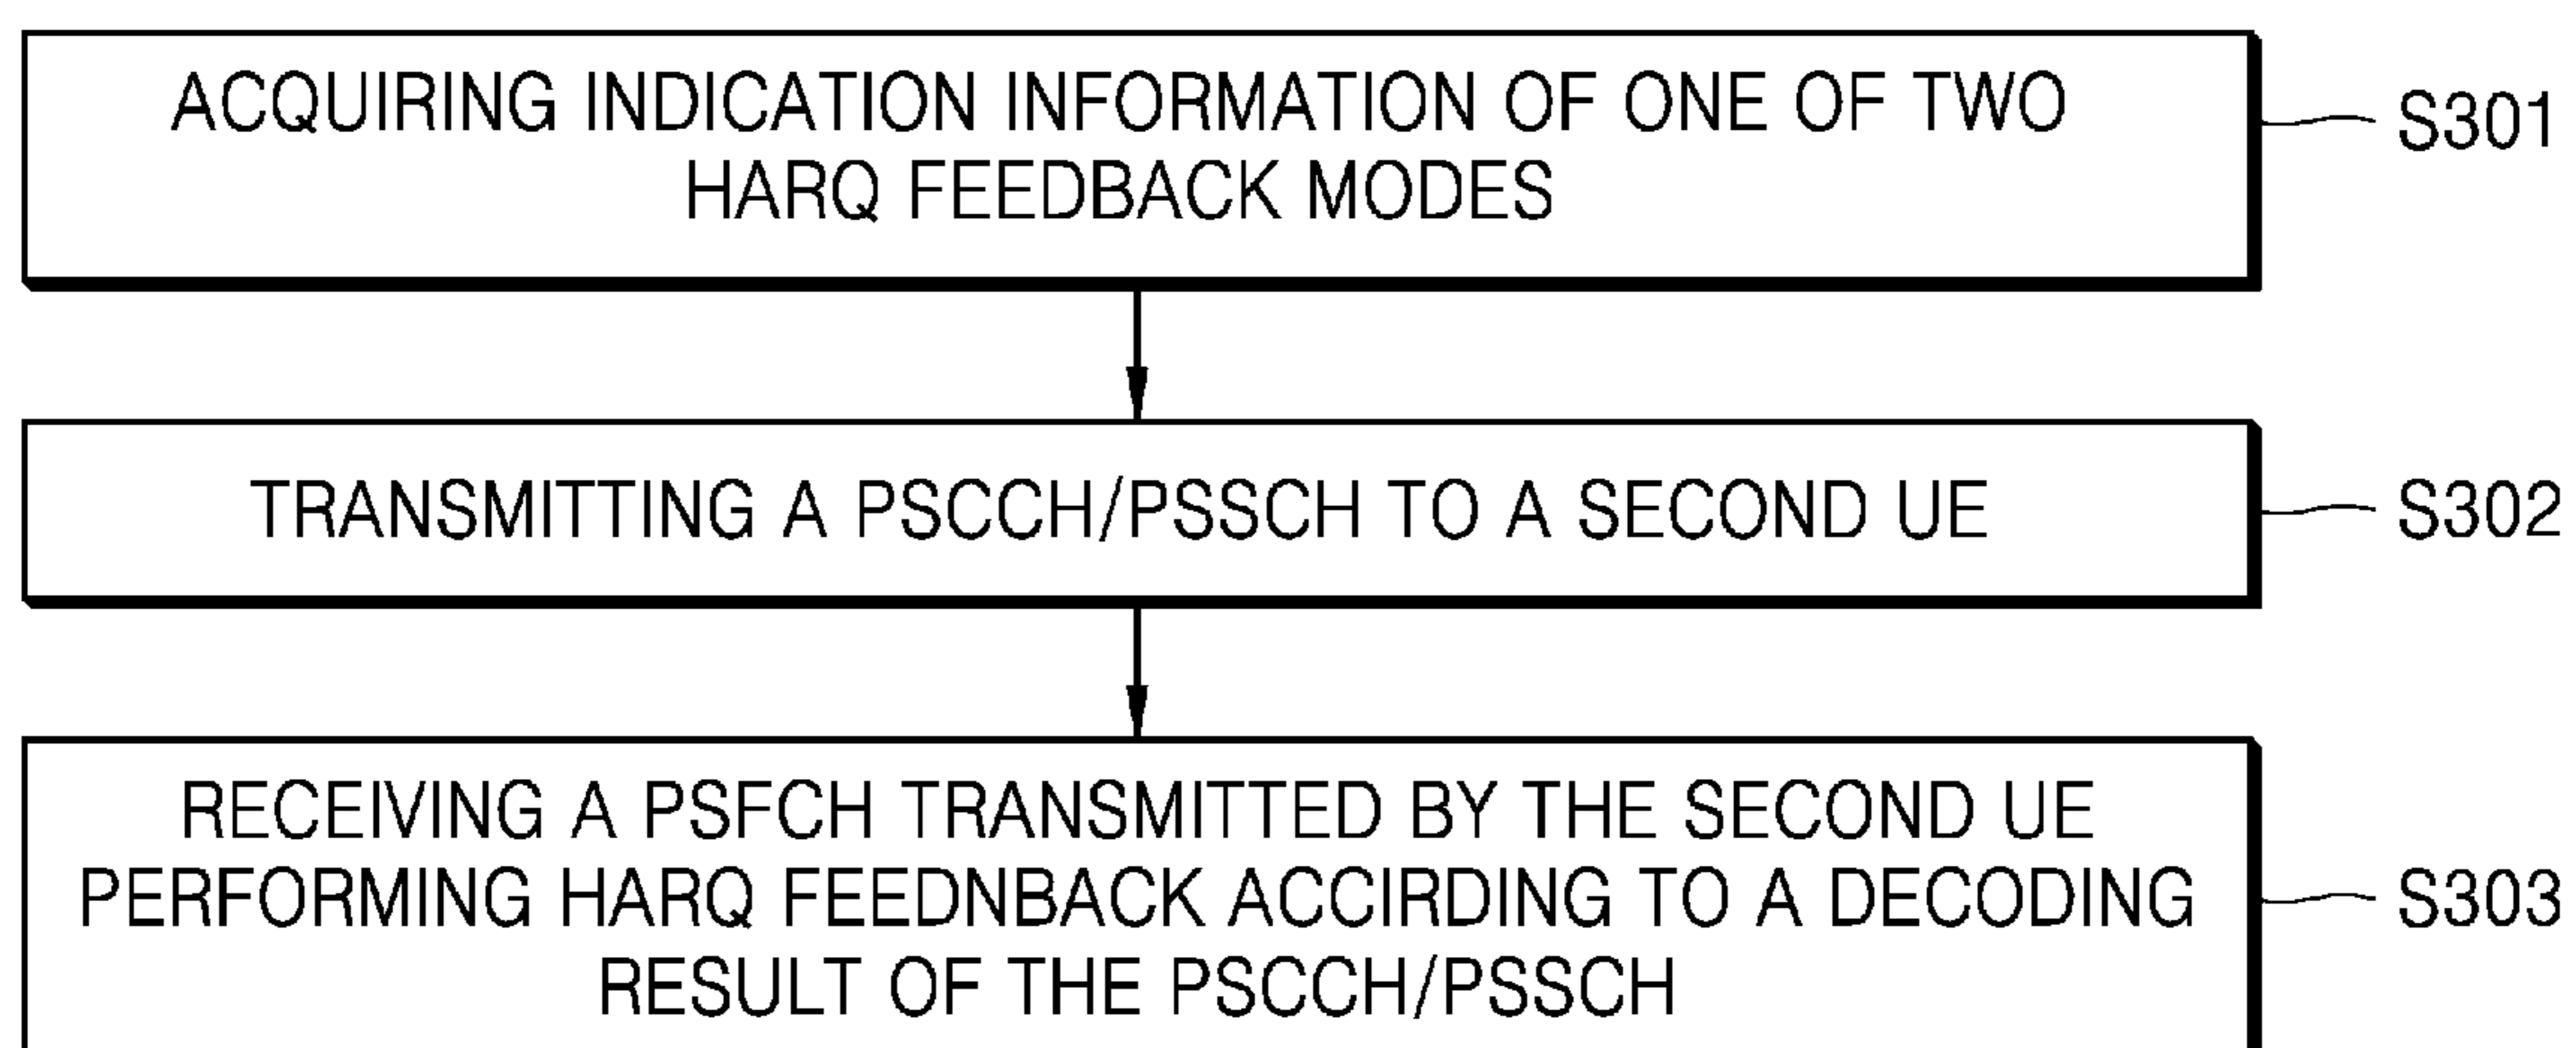 ACQUIRING INDICATION INFORMATION OF ONE OF TWO
HARQ FEEDBACK MODES
S301
TRANSMITTING A PSCCH/PSSCH TO A SECOND UE
S302
RECEIVING A PSFCH TRANSMITTED BY THE SECOND UE
PERFORMING HARQ FEEDNBACK ACCIRDING TO A DECODING
RESULT OF THE PSCCH/PSSCH
S303